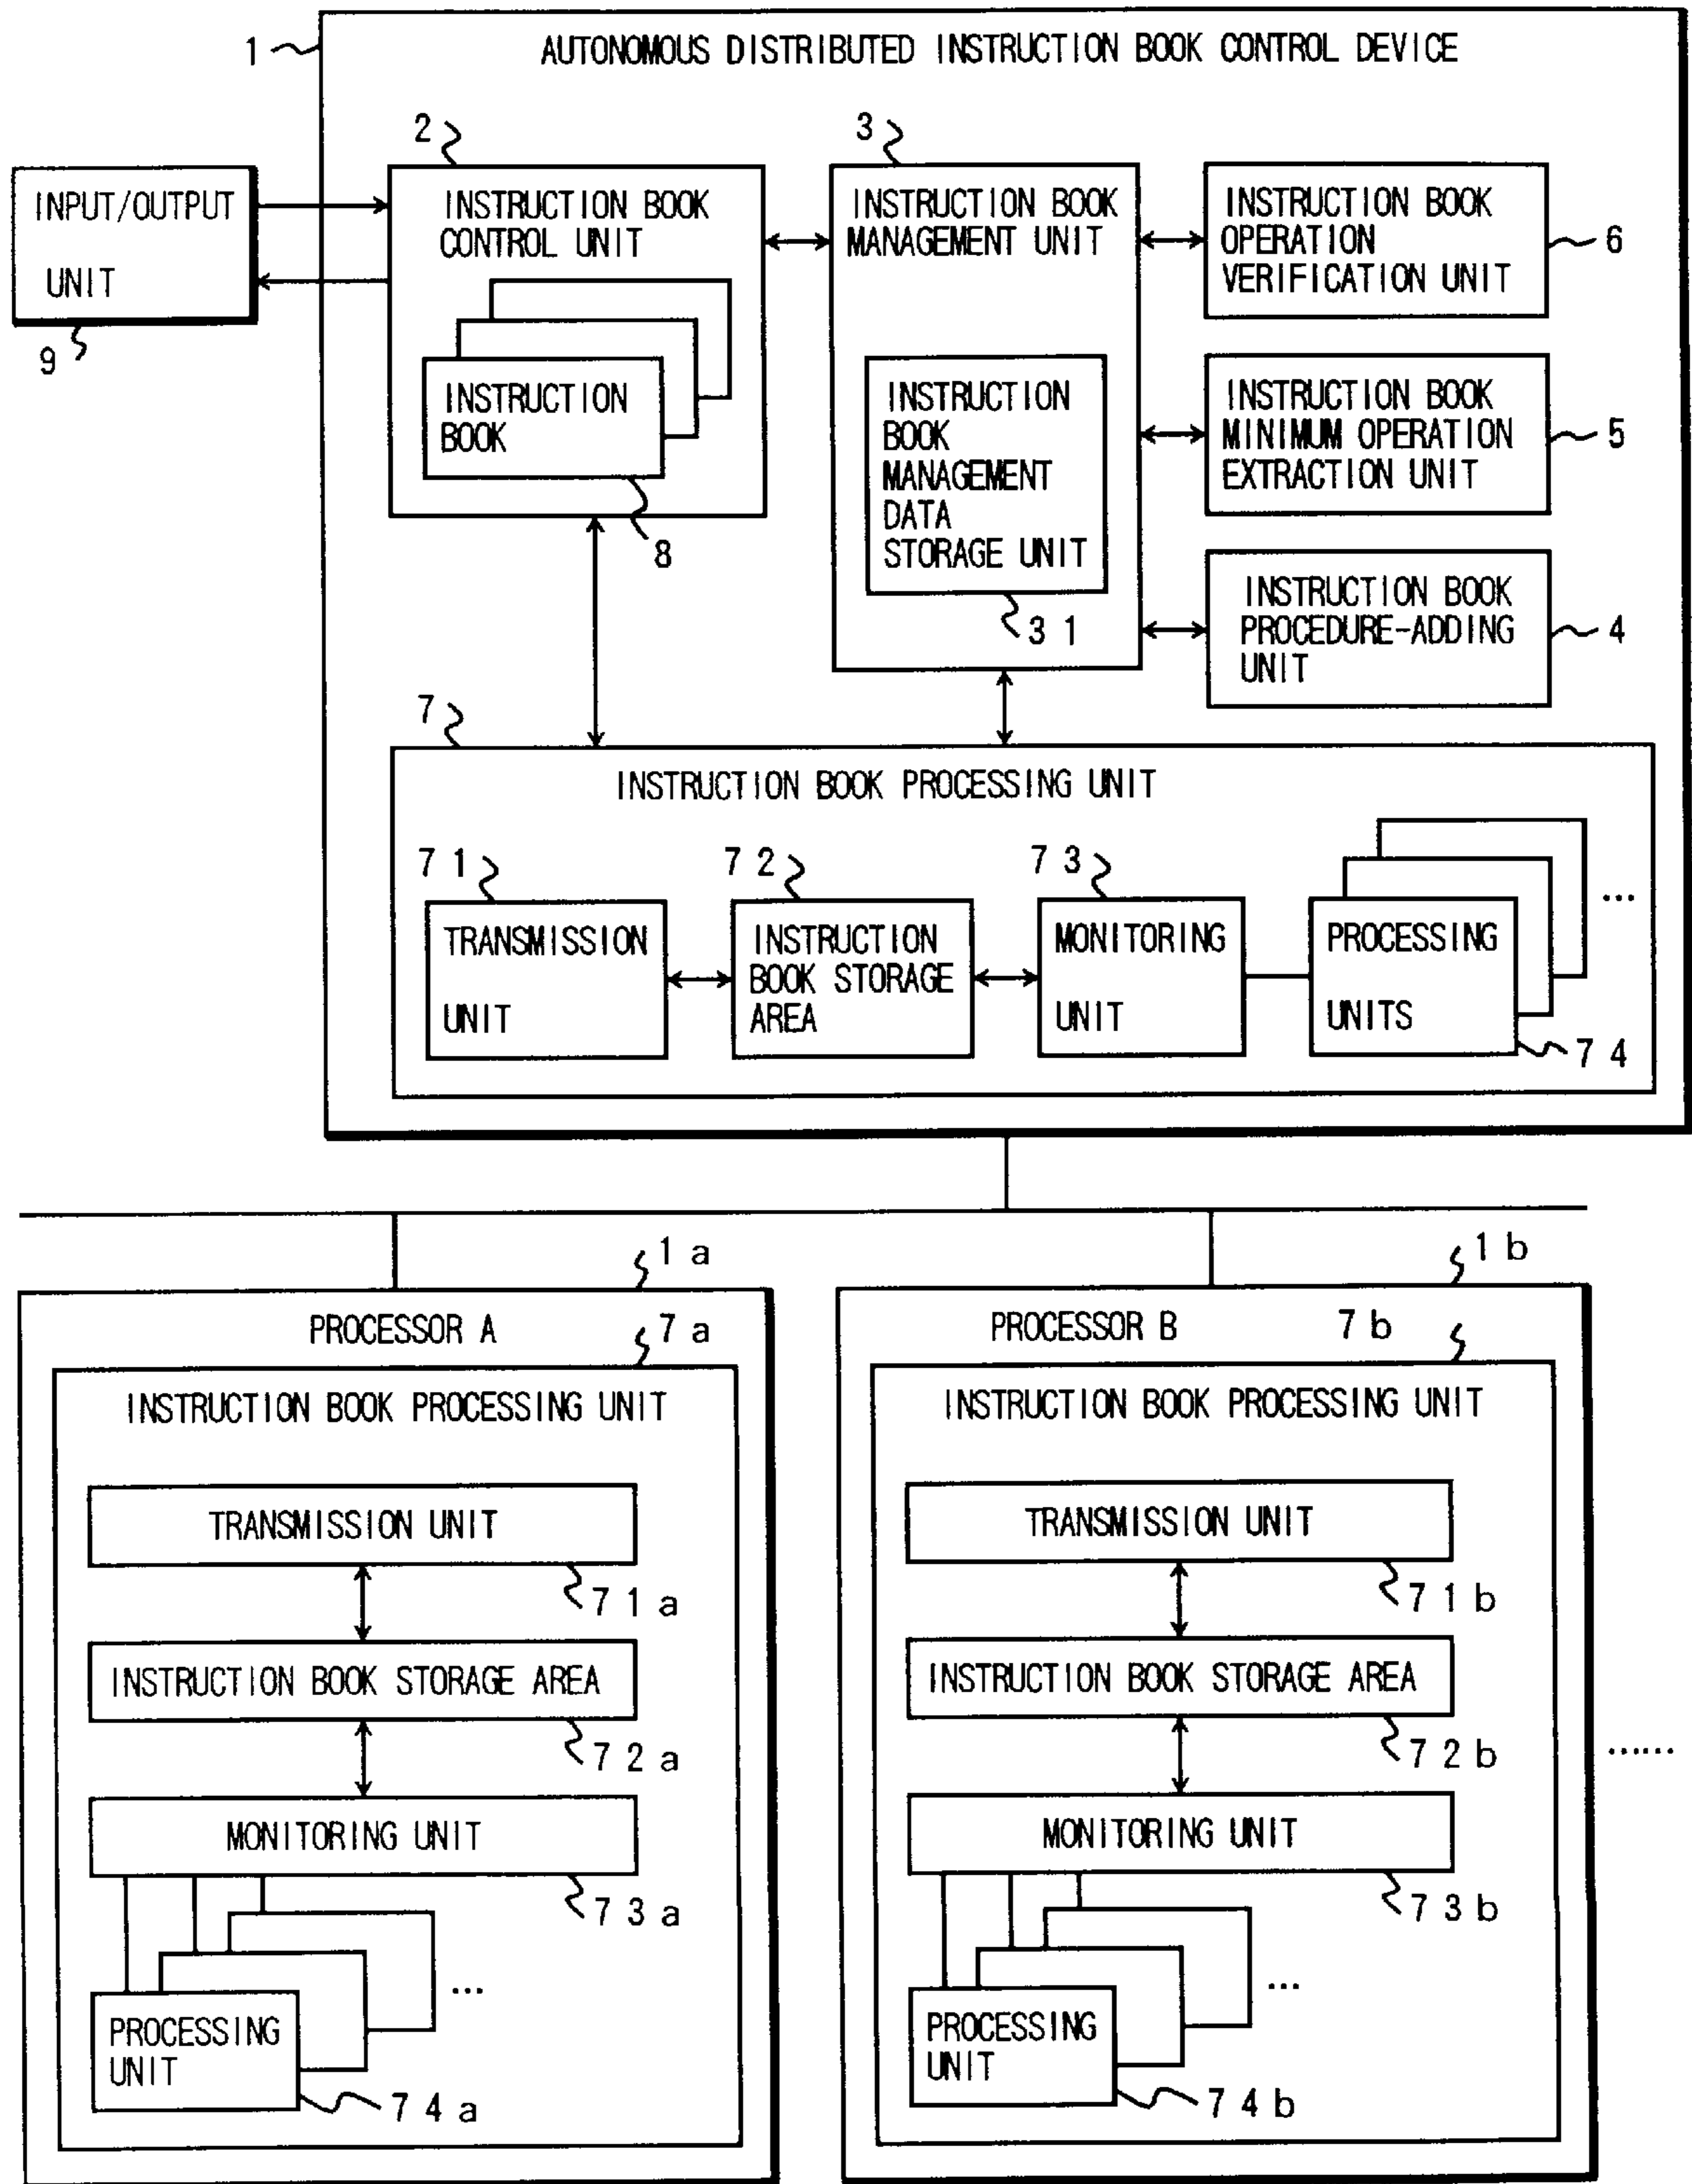 1
AUTONOMOUS DISTRIBUTED INSTRUCTION BOOK CONTROL DEVICE
2
3
INPUT/OUTPUT
UNIT
9
INSTRUCTION BOOK
CONTROL UNIT
INSTRUCTION
BOOK
8
INSTRUCTION BOOK
MANAGEMENT UNIT
INSTRUCTION
BOOK
MANAGEMENT
DATA
STORAGE UNIT
31
INSTRUCTION BOOK
OPERATION
VERIFICATION UNIT
6
INSTRUCTION BOOK
MINIMUM OPERATION
EXTRACTION UNIT
5
INSTRUCTION BOOK
PROCEDURE-ADDING
UNIT
4
7
INSTRUCTION BOOK PROCESSING UNIT
71
TRANSMISSION
UNIT
72
INSTRUCTION
BOOK STORAGE
AREA
73
MONITORING
UNIT
PROCESSING
UNITS
...
74
1a
PROCESSOR A
7a
INSTRUCTION BOOK PROCESSING UNIT
TRANSMISSION UNIT
71a
INSTRUCTION BOOK STORAGE AREA
72a
MONITORING UNIT
73a
...
PROCESSING
UNIT
74a
1b
PROCESSOR B
7b
INSTRUCTION BOOK PROCESSING UNIT
TRANSMISSION UNIT
71b
INSTRUCTION BOOK STORAGE AREA
72b
MONITORING UNIT
73b
...
PROCESSING
UNIT
74b
......